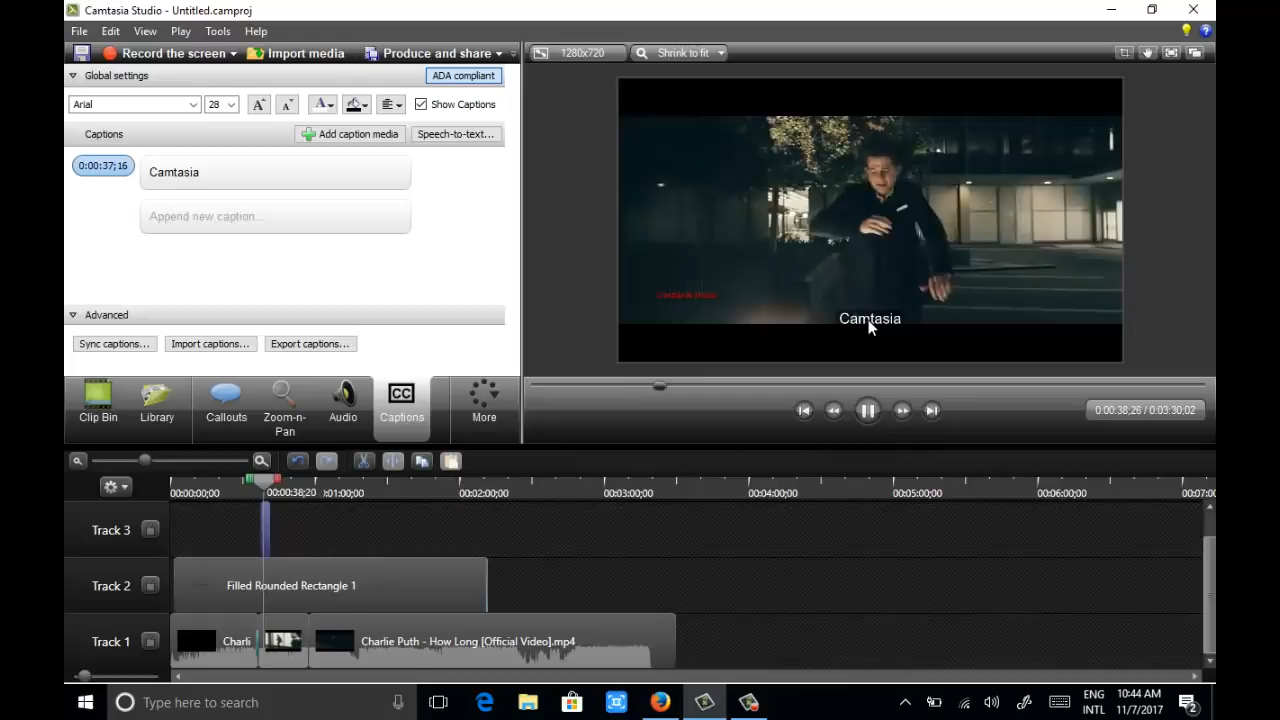 Camtasia Studio - Untitled.camproj
File Edit View Play Tools Help
Record the screen Import media Produce and share 1280x720 Shrink to fit
Global settings ADA compliant
Arial 28 Show Captions
Captions Add caption media Speech-to-text...
0:00:37;16 Camtasia
Append new caption...
Camtasia studio
Camtasia
Advanced
Sync captions... Import captions... Export captions...
CC
Clip Bin Library Callouts Zoom-n-Pan Audio Captions More
0:00:38;26 / 0:03:30;02
00:00:00;00 00:00:38;20 00:02:00;00 00:03:00;00 00:04:00;00 00:05:00;00 00:06:00;00
Track 3
Track 2 Filled Rounded Rectangle 1
Track 1 Charli Charlie Puth - How Long [Official Video].mp4
Type here to search ENG INTL 10:44 AM 11/7/2017 2